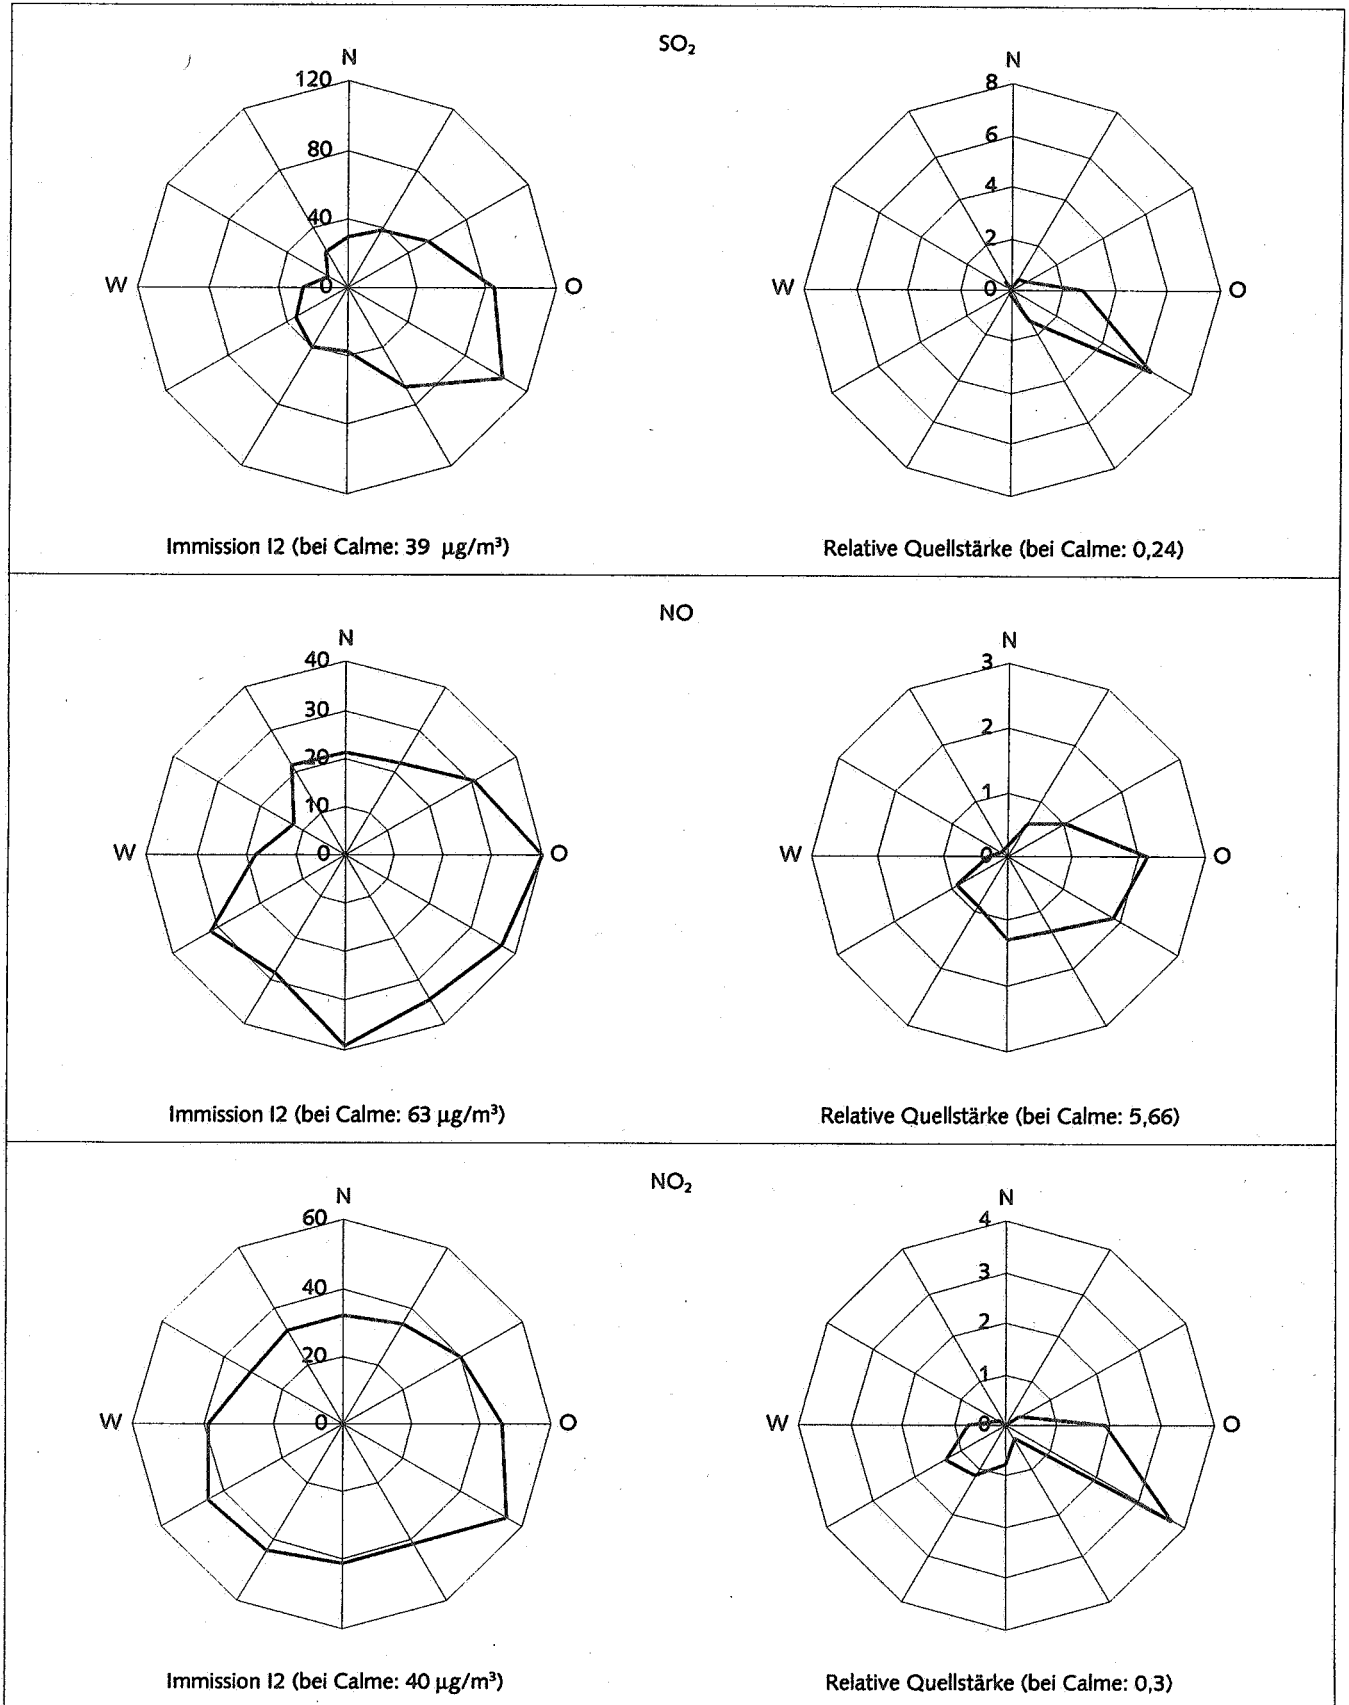 SO₂
N
120
80
40
0
W
O
Immission I2 (bei Calme: 39 µg/m³)
N
8
6
4
2
0
W
O
Relative Quellstärke (bei Calme: 0,24)
NO
N
40
30
20
10
0
W
O
Immission I2 (bei Calme: 63 µg/m³)
N
3
2
1
0
W
O
Relative Quellstärke (bei Calme: 5,66)
NO₂
N
60
40
20
0
W
O
Immission I2 (bei Calme: 40 µg/m³)
N
4
3
2
1
0
W
O
Relative Quellstärke (bei Calme: 0,3)